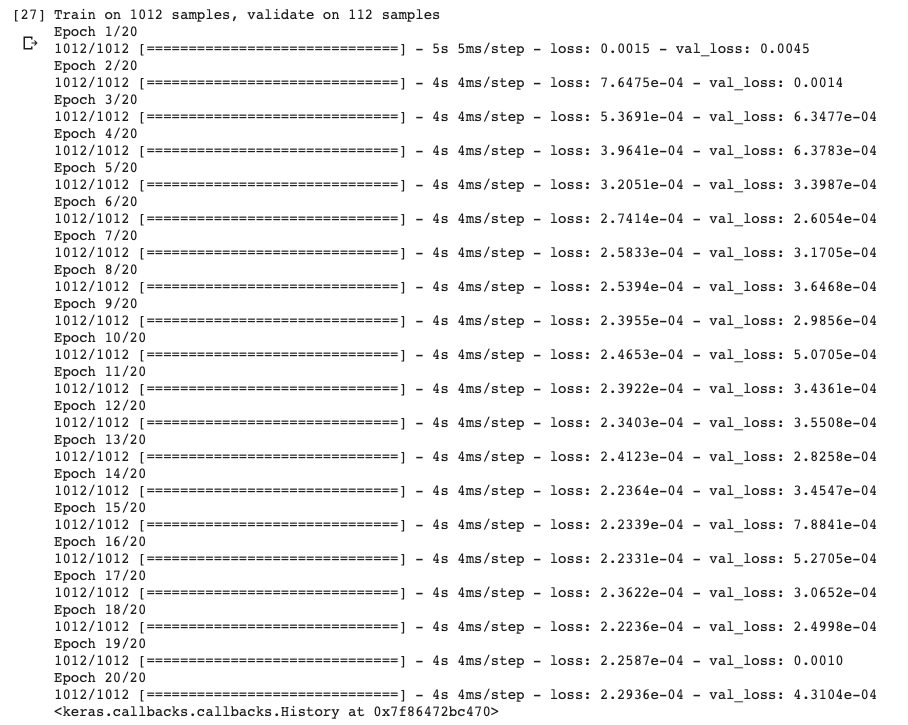 [27] Train on 1012 samples, validate on 112 samples
Epoch 1/20
1012/1012 [==============================] - 5s 5ms/step - loss: 0.0015 - val_loss: 0.0045
Epoch 2/20
1012/1012 [==============================] - 4s 4ms/step - loss: 7.6475e-04 - val_loss: 0.0014
Epoch 3/20
1012/1012 [==============================] - 4s 4ms/step - loss: 5.3691e-04 - val_loss: 6.3477e-04
Epoch 4/20
1012/1012 [==============================] - 4s 4ms/step - loss: 3.9641e-04 - val_loss: 6.3783e-04
Epoch 5/20
1012/1012 [==============================] - 4s 4ms/step - loss: 3.2051e-04 - val_loss: 3.3987e-04
Epoch 6/20
1012/1012 [==============================] - 4s 4ms/step - loss: 2.7414e-04 - val_loss: 2.6054e-04
Epoch 7/20
1012/1012 [==============================] - 4s 4ms/step - loss: 2.5833e-04 - val_loss: 3.1705e-04
Epoch 8/20
1012/1012 [==============================] - 4s 4ms/step - loss: 2.5394e-04 - val_loss: 3.6468e-04
Epoch 9/20
1012/1012 [==============================] - 4s 4ms/step - loss: 2.3955e-04 - val_loss: 2.9856e-04
Epoch 10/20
1012/1012 [==============================] - 4s 4ms/step - loss: 2.4653e-04 - val_loss: 5.0705e-04
Epoch 11/20
1012/1012 [==============================] - 4s 4ms/step - loss: 2.3922e-04 - val_loss: 3.4361e-04
Epoch 12/20
1012/1012 [==============================] - 4s 4ms/step - loss: 2.3403e-04 - val_loss: 3.5508e-04
Epoch 13/20
1012/1012 [==============================] - 4s 4ms/step - loss: 2.4123e-04 - val_loss: 2.8258e-04
Epoch 14/20
1012/1012 [==============================] - 4s 4ms/step - loss: 2.2364e-04 - val_loss: 3.4547e-04
Epoch 15/20
1012/1012 [==============================] - 4s 4ms/step - loss: 2.2339e-04 - val_loss: 7.8841e-04
Epoch 16/20
1012/1012 [==============================] - 4s 4ms/step - loss: 2.2331e-04 - val_loss: 5.2705e-04
Epoch 17/20
1012/1012 [==============================] - 4s 4ms/step - loss: 2.3622e-04 - val_loss: 3.0652e-04
Epoch 18/20
1012/1012 [==============================] - 4s 4ms/step - loss: 2.2236e-04 - val_loss: 2.4998e-04
Epoch 19/20
1012/1012 [==============================] - 4s 4ms/step - loss: 2.2587e-04 - val_loss: 0.0010
Epoch 20/20
1012/1012 [==============================] - 4s 4ms/step - loss: 2.2936e-04 - val_loss: 4.3104e-04
<keras.callbacks.callbacks.History at 0x7f86472bc470>